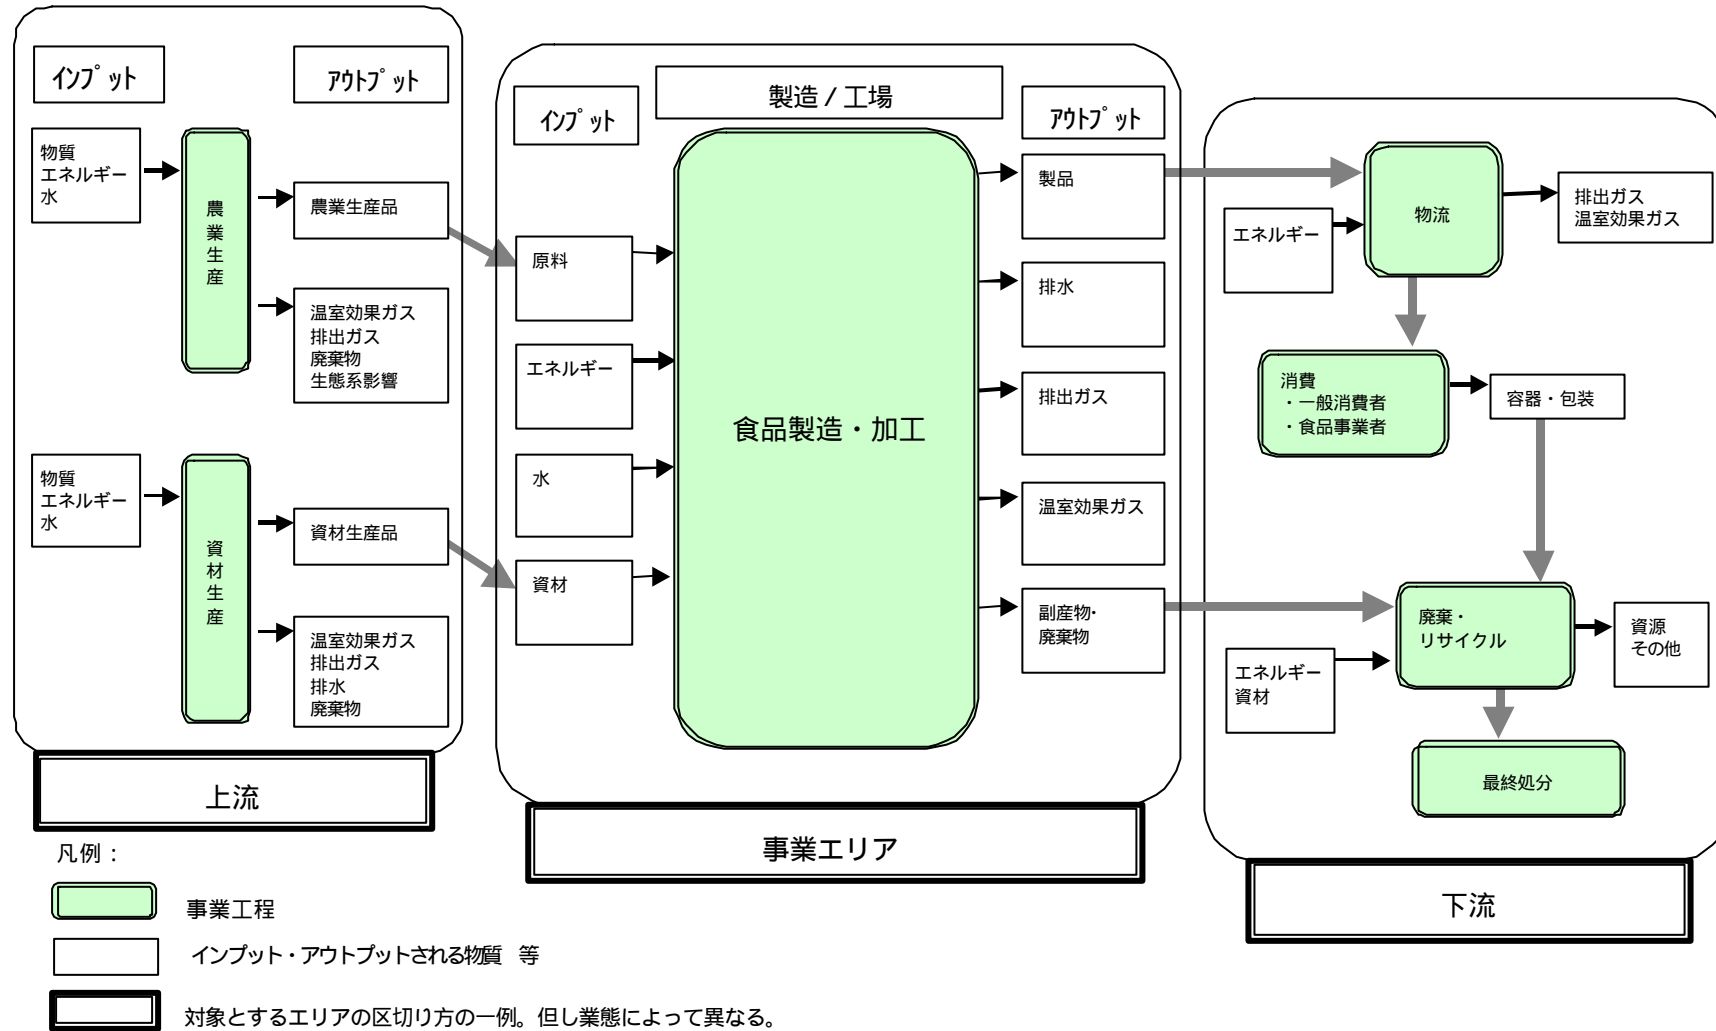 インプット
アウトプット
物質
エネルギー
水
農業生産
農業生産品
温室効果ガス
排出ガス
廃棄物
生態系影響
物質
エネルギー
水
資材生産
資材生産品
温室効果ガス
排出ガス
排水
廃棄物
上流
インプット
製造/工場
アウトプット
原料
エネルギー
水
資材
食品製造・加工
製品
排水
排出ガス
温室効果ガス
副産物・
廃棄物
事業エリア
エネルギー
物流
排出ガス
温室効果ガス
消費
・一般消費者
・食品事業者
容器・包装
エネルギー
資材
廃棄・
リサイクル
資源
その他
最終処分
下流
凡例:
事業工程
インプット・アウトプットされる物質 等
対象とするエリアの区切り方の一例。但し業態によって異なる。